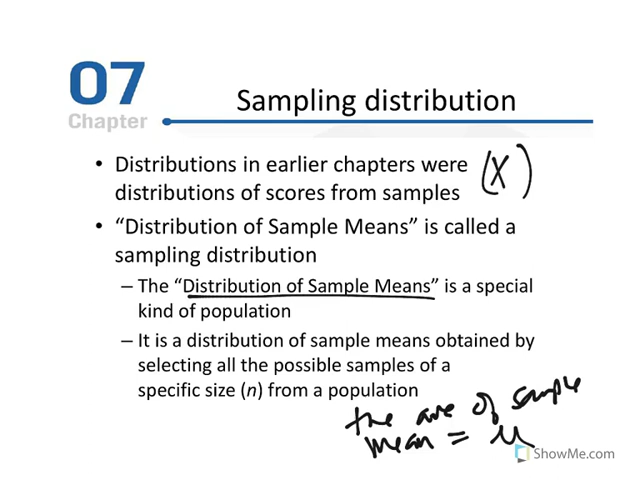 07
Chapter
Sampling distribution
• Distributions in earlier chapters were
distributions of scores from samples
(X)
• “Distribution of Sample Means” is called a
sampling distribution
– The “Distribution of Sample Means” is a special
kind of population
– It is a distribution of sample means obtained by
selecting all the possible samples of a
specific size (n) from a population
the ave of sample
mean = μ
ShowMe.com